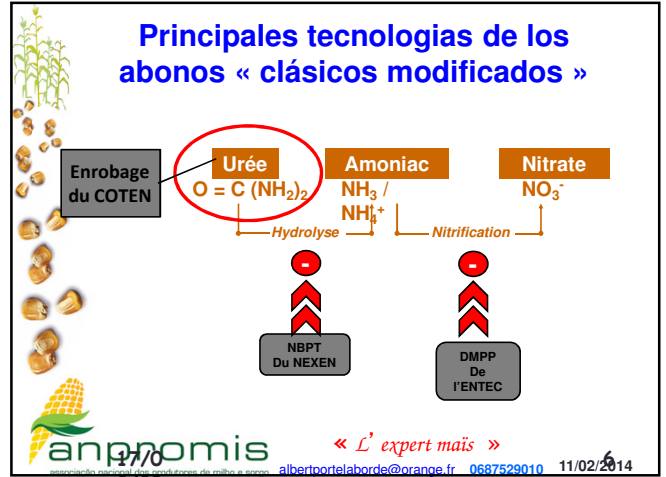 Principales tecnologias de los
abonos « clásicos modificados »
Enrobage
du COTEN
Urée
Amoniac
Nitrate
O = C (NH₂)₂
NH₃ /
NH₄⁺
NO₃⁻
Hydrolyse
Nitrification
-
-
NBPT
Du NEXEN
DMPP
De
l'ENTEC
anpromis
associação nacional dos produtores de milho e sorgo
17/0
« L’ expert maïs »
albertportelaborde@orange.fr 0687529010
11/02/2014
6